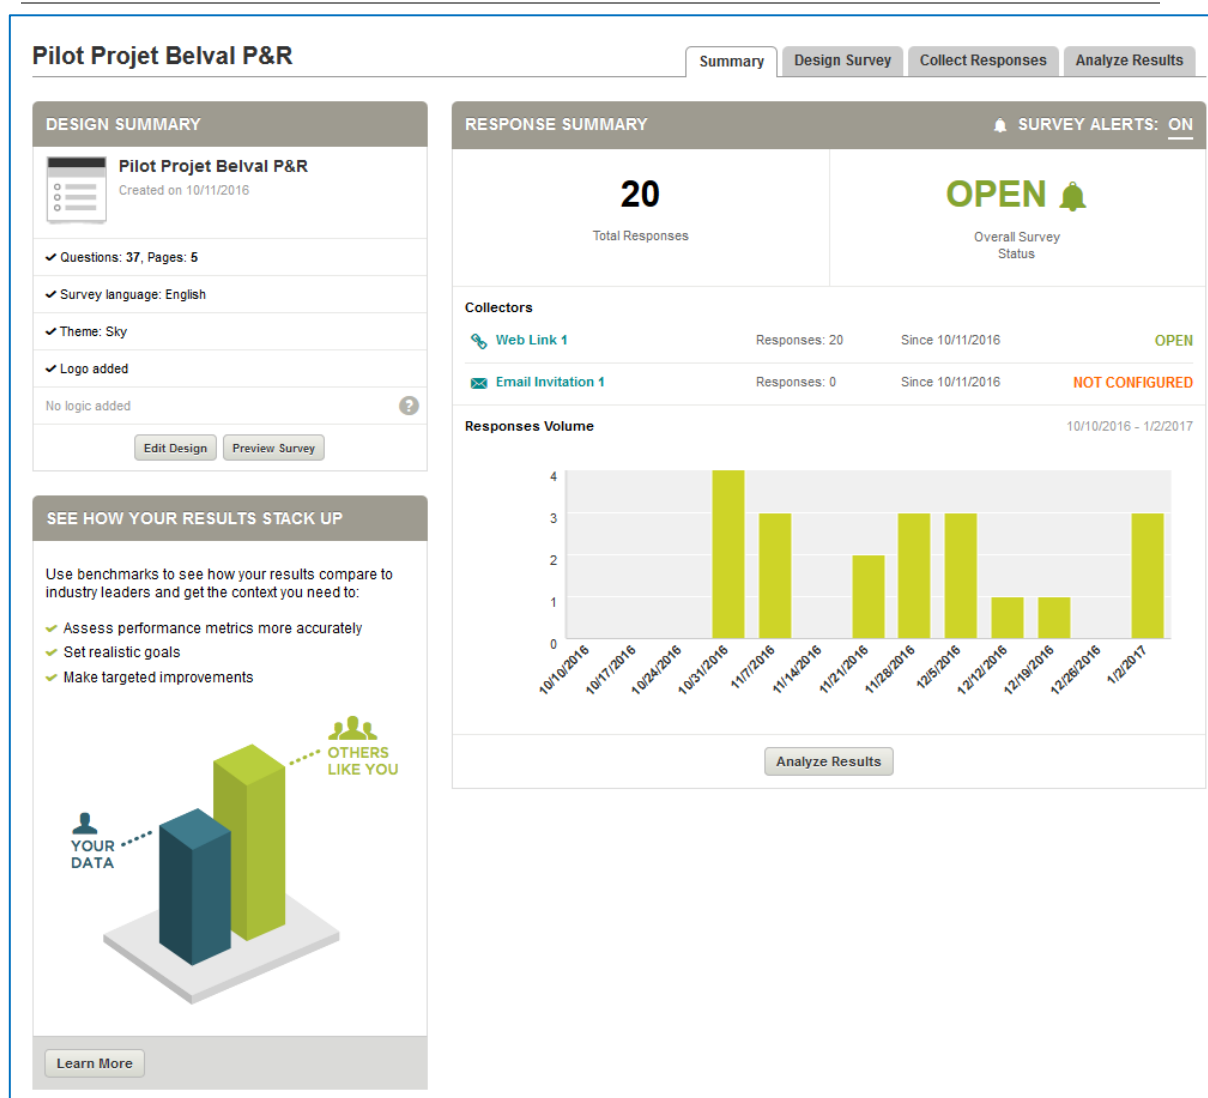 Pilot Projet Belval P&R
Summary
Design Survey
Collect Responses
Analyze Results
DESIGN SUMMARY
Pilot Projet Belval P&R
Created on 10/11/2016
Questions: 37, Pages: 5
Survey language: English
Theme: Sky
Logo added
No logic added
?
Edit Design
Preview Survey
SEE HOW YOUR RESULTS STACK UP
Use benchmarks to see how your results compare to
industry leaders and get the context you need to:
Assess performance metrics more accurately
Set realistic goals
Make targeted improvements
OTHERS
LIKE YOU
YOUR
DATA
Learn More
RESPONSE SUMMARY
SURVEY ALERTS: ON
20
Total Responses
OPEN
Overall Survey
Status
Collectors
Web Link 1 Responses: 20 Since 10/11/2016 OPEN
Email Invitation 1 Responses: 0 Since 10/11/2016 NOT CONFIGURED
Responses Volume 10/10/2016 - 1/2/2017
4
3
2
1
0
10/10/2016
10/17/2016
10/24/2016
10/31/2016
11/7/2016
11/14/2016
11/21/2016
11/28/2016
12/5/2016
12/12/2016
12/19/2016
12/26/2016
1/2/2017
Analyze Results